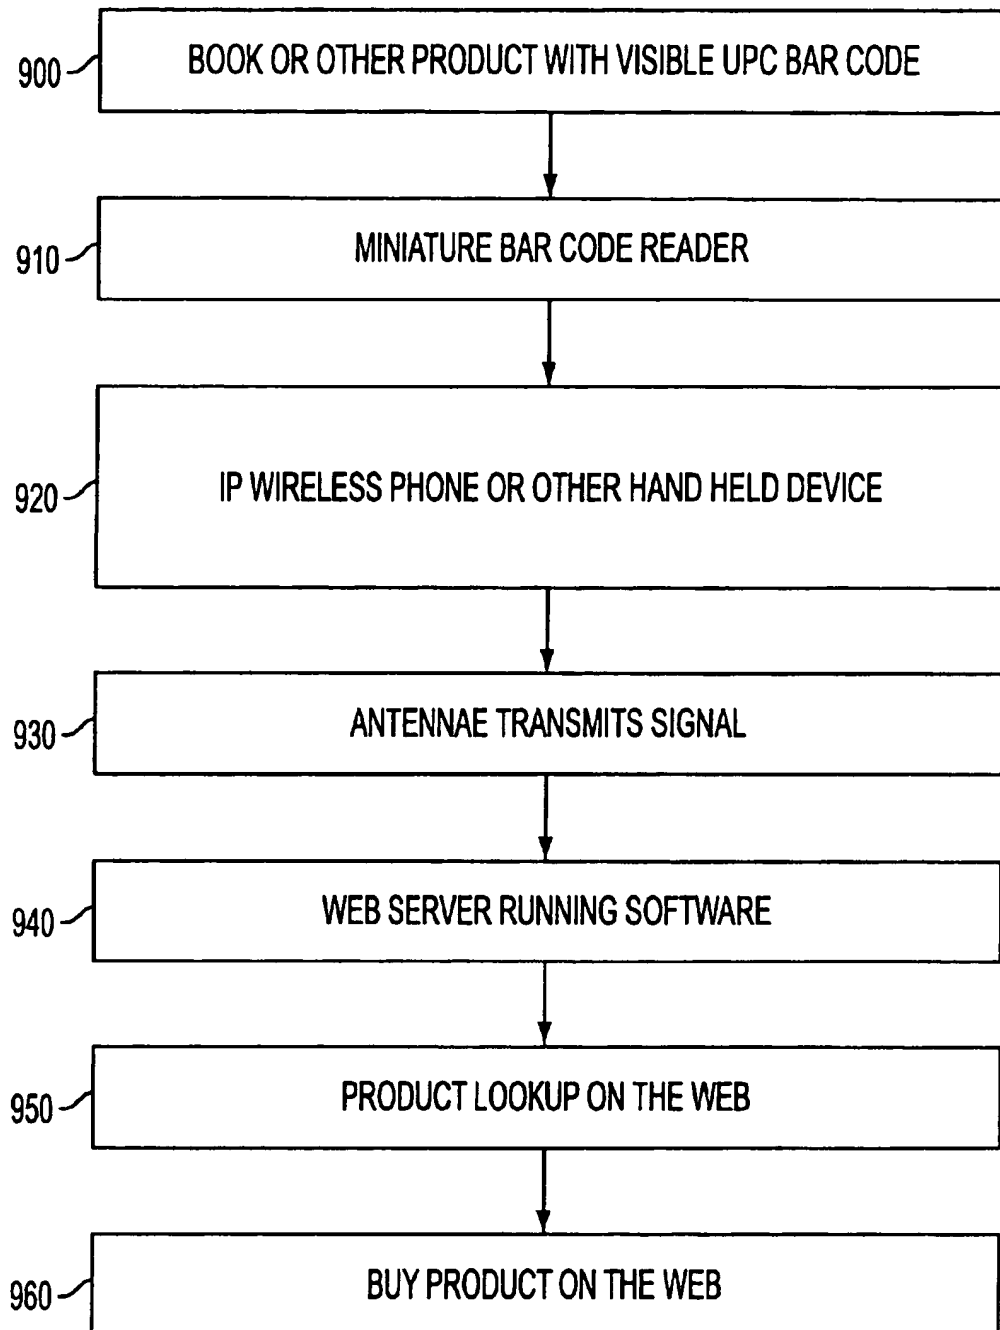 900 BOOK OR OTHER PRODUCT WITH VISIBLE UPC BAR CODE
910 MINIATURE BAR CODE READER
920 IP WIRELESS PHONE OR OTHER HAND HELD DEVICE
930 ANTENNAE TRANSMITS SIGNAL
940 WEB SERVER RUNNING SOFTWARE
950 PRODUCT LOOKUP ON THE WEB
960 BUY PRODUCT ON THE WEB